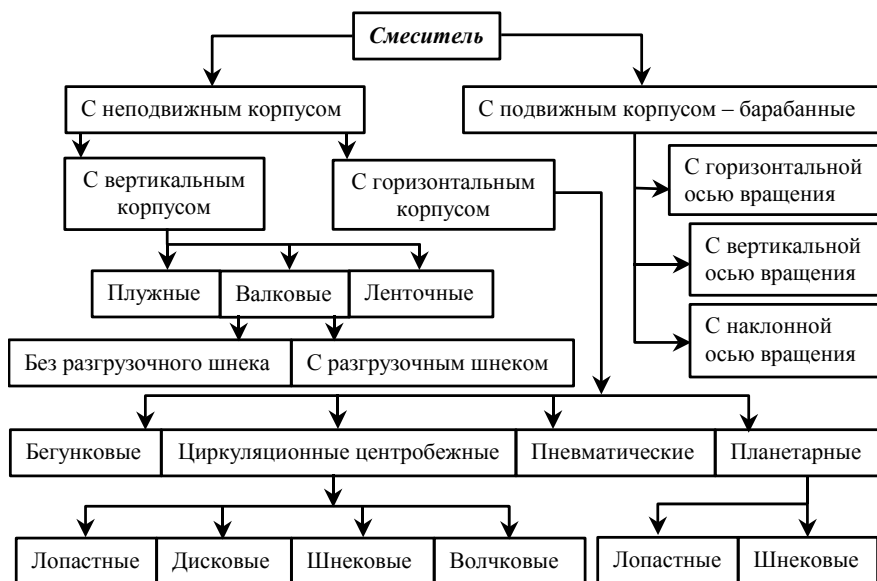 Смеситель
С неподвижным корпусом
С подвижным корпусом – барабанные
С вертикальным
корпусом
С горизонтальным
корпусом
С горизонтальной
осью вращения
С вертикальной
осью вращения
С наклонной
осью вращения
Плужные
Валковые
Ленточные
Без разгрузочного шнека
С разгрузочным шнеком
Бегунковые
Циркуляционные центробежные
Пневматические
Планетарные
Лопастные
Дисковые
Шнековые
Волчковые
Лопастные
Шнековые